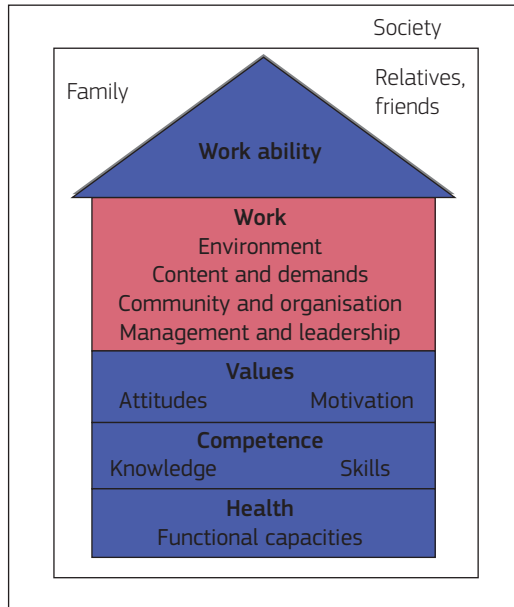 Society
Family
Relatives,
friends
Work ability
Work
Environment
Content and demands
Community and organisation
Management and leadership
Values
Attitudes Motivation
Competence
Knowledge Skills
Health
Functional capacities